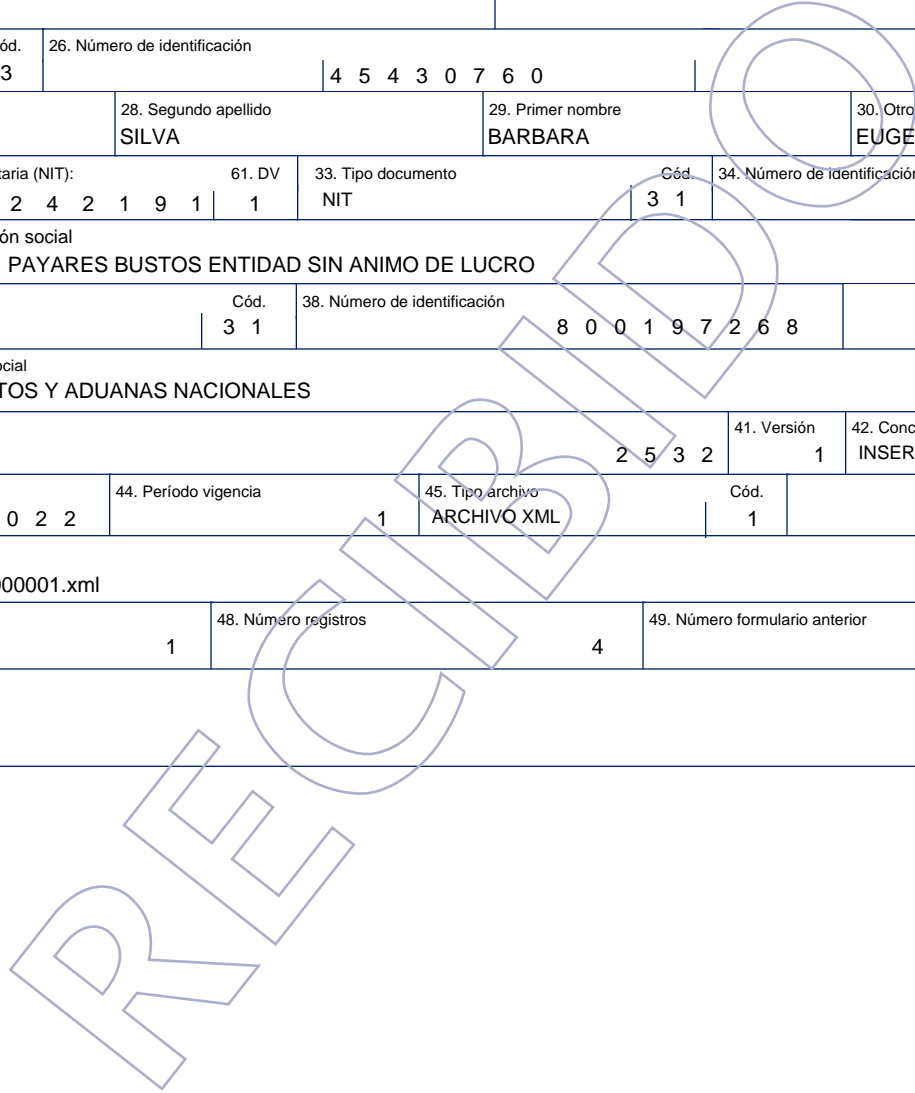 ód. 26. Número de identificación
3 4 5 4 3 0 7 6 0
28. Segundo apellido 29. Primer nombre 30. Otro
SILVA BARBARA EUGE
taria (NIT): 61. DV 33. Tipo documento Cód. 34. Número de identificación
2 4 2 1 9 1 1 NIT 3 1
ón social
PAYARES BUSTOS ENTIDAD SIN ANIMO DE LUCRO
Cód. 38. Número de identificación
3 1 8 0 0 1 9 7 2 6 8
ocial
TOS Y ADUANAS NACIONALES
41. Versión 42. Conc
2 5 3 2 1 INSER
44. Período vigencia 45. Tipo archivo Cód.
0 2 2 1 ARCHIVO XML 1
000001.xml
48. Número registros 49. Número formulario anterior
1 4
RECIBIDO